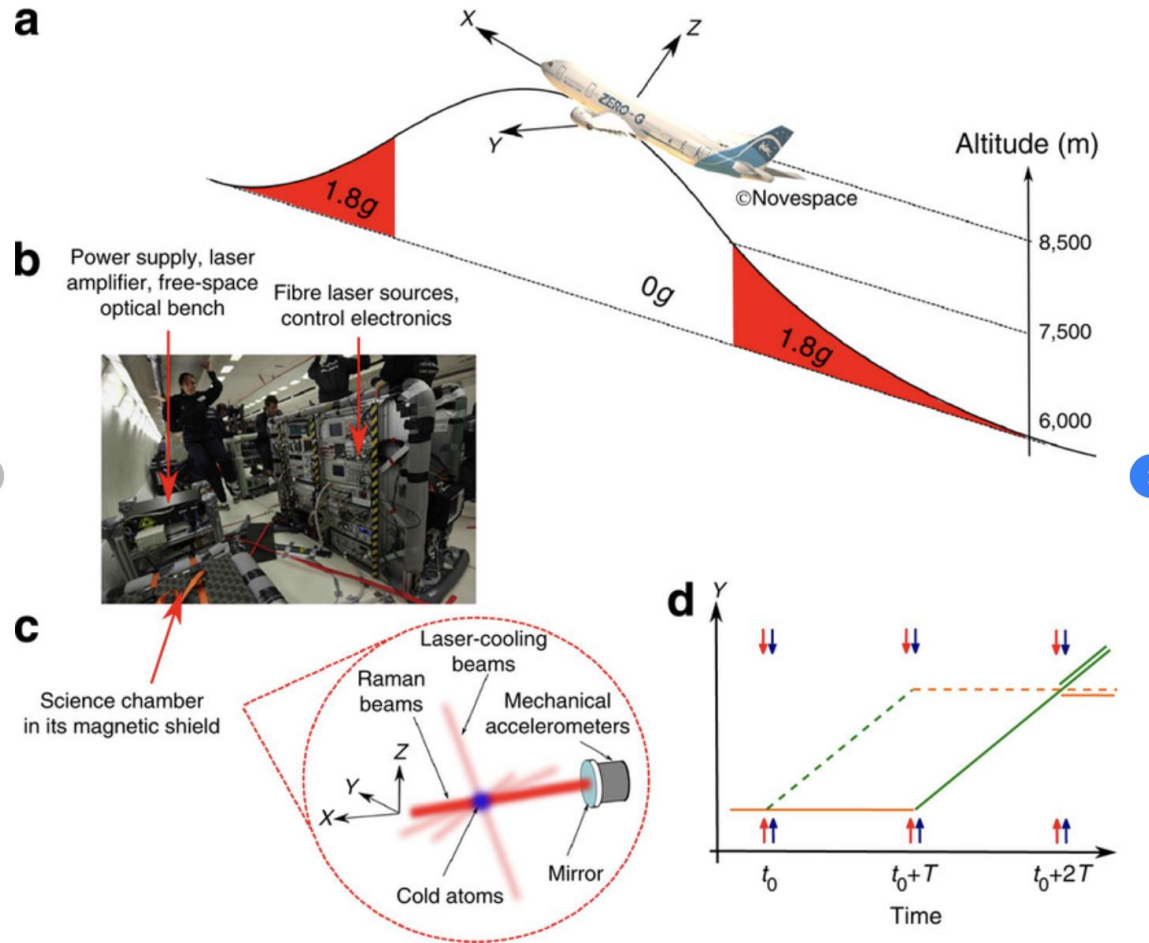 a
X
Z
ZERO-G
Y
Altitude (m)
©Novespace
1.8g
8,500
0g
7,500
1.8g
6,000
b
Power supply, laser
amplifier, free-space
optical bench
Fibre laser sources,
control electronics
Science chamber
in its magnetic shield
c
Laser-cooling
beams
Raman
beams
Mechanical
accelerometers
Z
Y
X
Mirror
Cold atoms
d
Y
t0
t0+T
t0+2T
Time